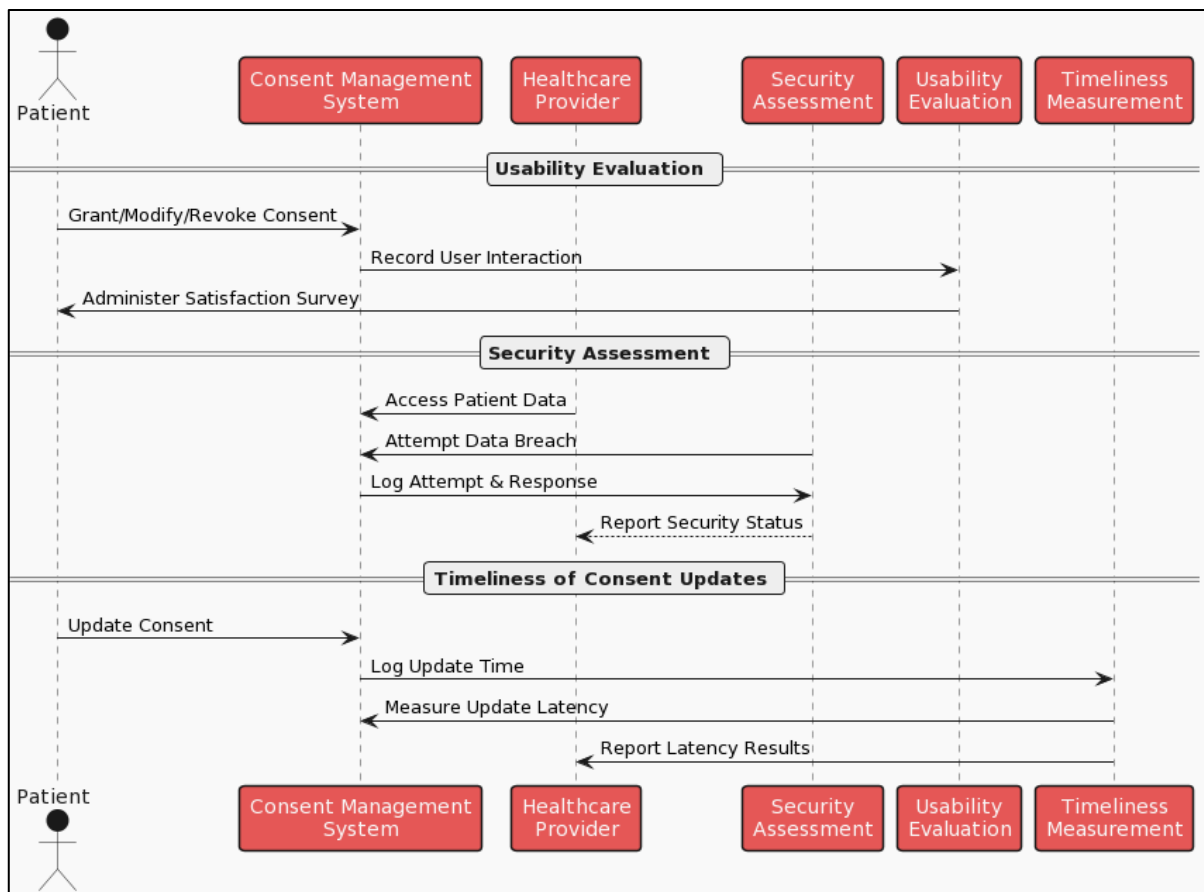 Patient
Consent Management
System
Healthcare
Provider
Security
Assessment
Usability
Evaluation
Timeliness
Measurement
Usability Evaluation
Grant/Modify/Revoke Consent
Record User Interaction
Administer Satisfaction Survey
Security Assessment
Access Patient Data
Attempt Data Breach
Log Attempt & Response
Report Security Status
Timeliness of Consent Updates
Update Consent
Log Update Time
Measure Update Latency
Report Latency Results
Patient
Consent Management
System
Healthcare
Provider
Security
Assessment
Usability
Evaluation
Timeliness
Measurement